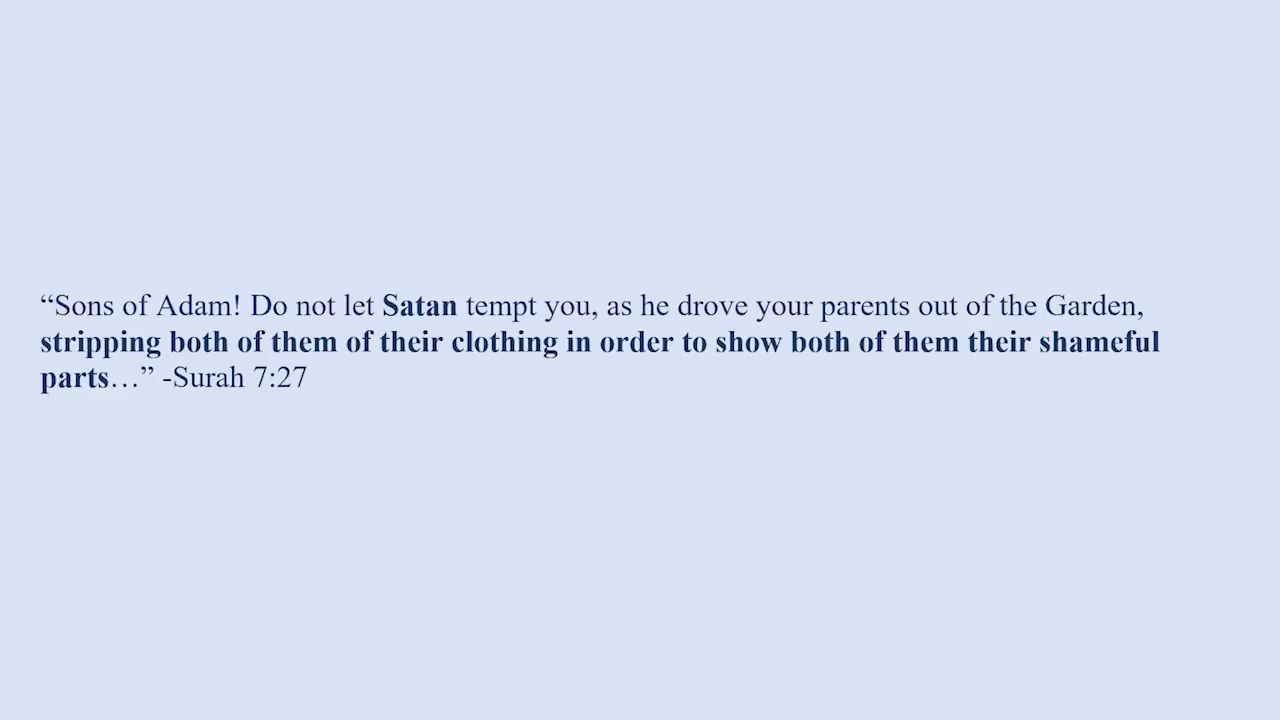 “Sons of Adam! Do not let Satan tempt you, as he drove your parents out of the Garden,
stripping both of them of their clothing in order to show both of them their shameful
parts…” -Surah 7:27